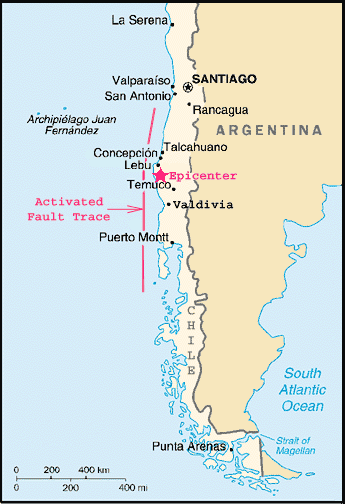 La Serena
Valparaíso
SANTIAGO
San Antonio
Rancagua
Archipiélago Juan
Fernández
ARGENTINA
Talcahuano
Concepción
Lebu
Epicenter
Temuco
Activated
Fault Trace
Valdivia
Puerto Montt
CHILE
South
Atlantic
Ocean
Punta Arenas
Strait of
Magellan
0 200 400 km
0 200 400 mi